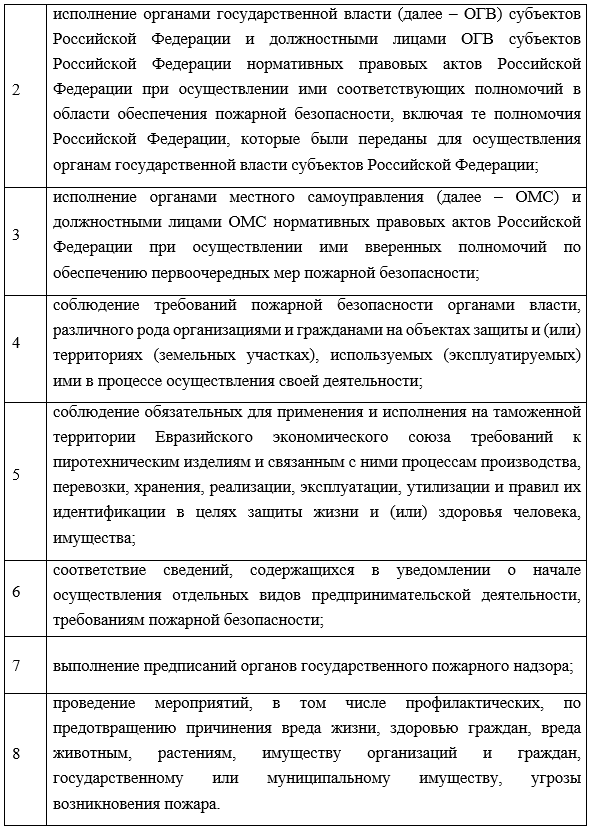 исполнение органами государственной власти (далее – ОГВ) субъектов
Российской Федерации и должностными лицами ОГВ субъектов
Российской Федерации нормативных правовых актов Российской
Федерации при осуществлении ими соответствующих полномочий в
2
области обеспечения пожарной безопасности, включая те полномочия
Российской Федерации, которые были переданы для осуществления
органам государственной власти субъектов Российской Федерации;
исполнение органами местного самоуправления (далее – ОМС) и
3
должностными лицами ОМС нормативных правовых актов Российской
Федерации при осуществлении ими вверенных полномочий по
обеспечению первоочередных мер пожарной безопасности;
соблюдение требований пожарной безопасности органами власти,
4
различного рода организациями и гражданами на объектах защиты и (или)
территориях (земельных участках), используемых (эксплуатируемых)
ими в процессе осуществления своей деятельности;
соблюдение обязательных для применения и исполнения на таможенной
территории Евразийского экономического союза требований к
5
пиротехническим изделиям и связанным с ними процессам производства,
перевозки, хранения, реализации, эксплуатации, утилизации и правил их
идентификации в целях защиты жизни и (или) здоровья человека,
имущества;
соответствие сведений, содержащихся в уведомлении о начале
6
осуществления отдельных видов предпринимательской деятельности,
требованиям пожарной безопасности;
7
выполнение предписаний органов государственного пожарного надзора;
проведение мероприятий, в том числе профилактических, по
предотвращению причинения вреда жизни, здоровью граждан, вреда
8
животным, растениям, имуществу организаций и граждан,
государственному или муниципальному имуществу, угрозы
возникновения пожара.